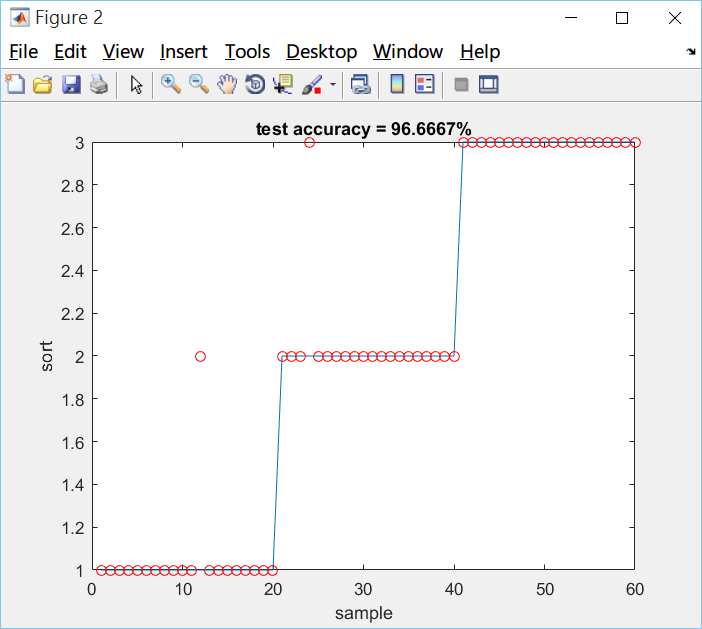 Figure 2
File Edit View Insert Tools Desktop Window Help
test accuracy = 96.6667%
3
2.8
2.6
2.4
2.2
2
1.8
1.6
1.4
1.2
1
sort
0 10 20 30 40 50 60
sample